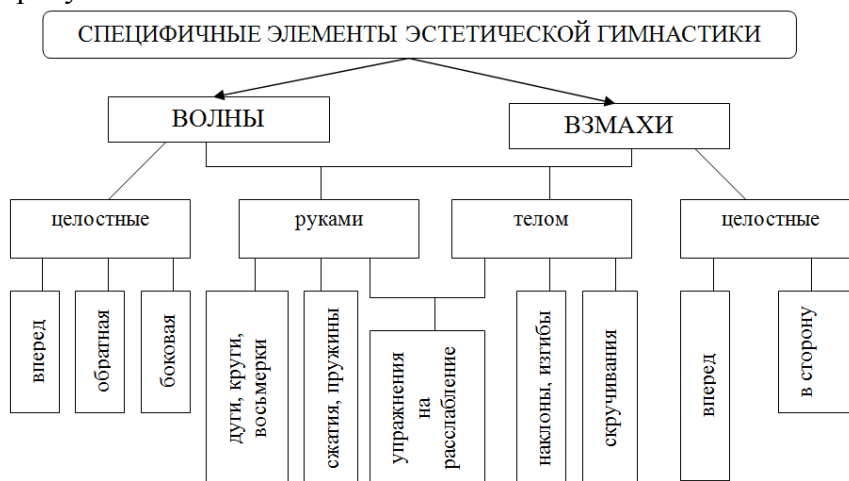 СПЕЦИФИЧНЫЕ ЭЛЕМЕНТЫ ЭСТЕТИЧЕСКОЙ ГИМНАСТИКИ
ВОЛНЫ
ВЗМАХИ
целостные
руками
телом
целостные
вперед
обратная
боковая
дуги, круги,
восьмерки
сжатия, пружины
упражнения
на
расслабление
наклоны, изгибы
скручивания
вперед
в сторону